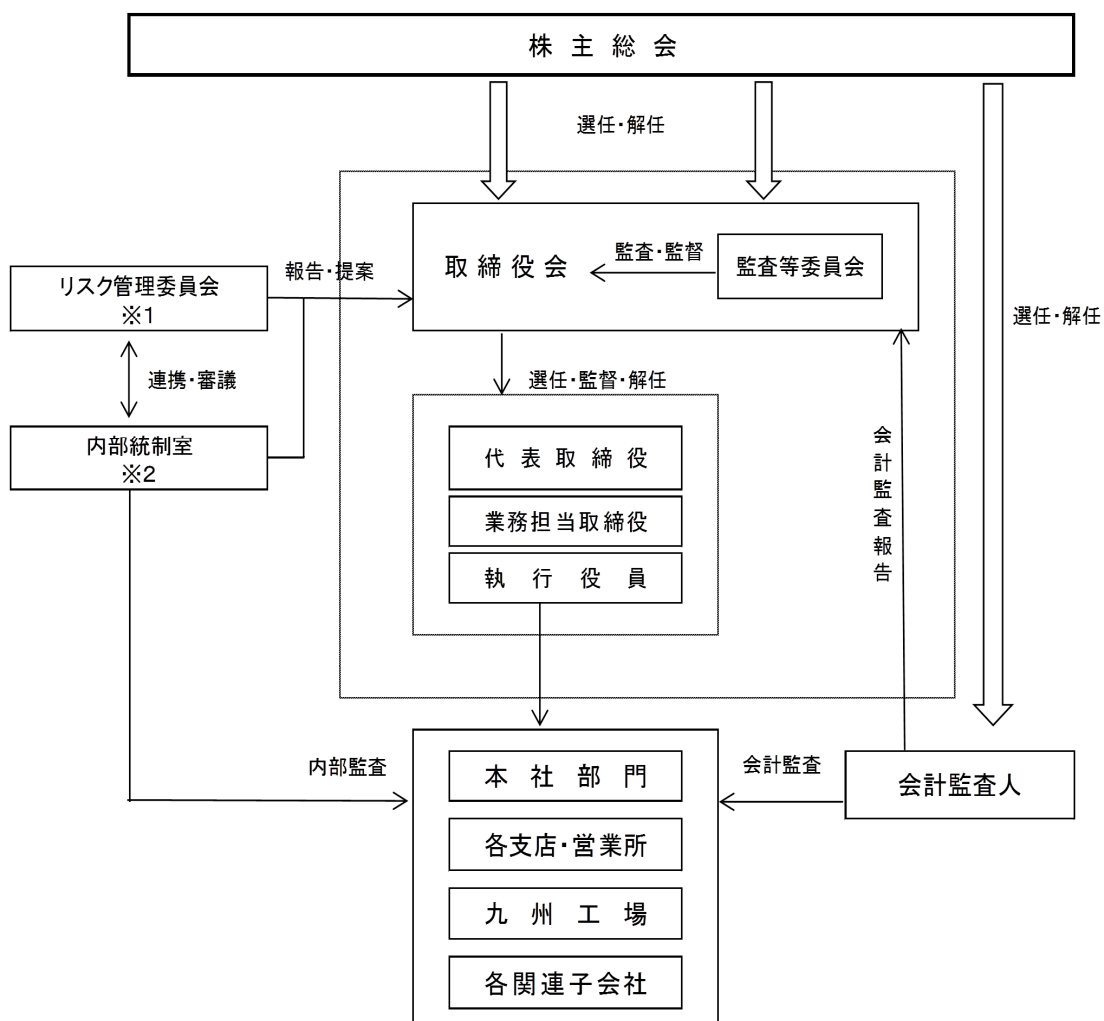 株主総会
選任・解任
取締役会
監査・監督
監査等委員会
報告・提案
リスク管理委員会
※1
選任・解任
連携・審議
選任・監督・解任
内部統制室
※2
代表取締役
業務担当取締役
執行役員
会計監査報告
内部監査
本社部門
会計監査
会計監査人
各支店・営業所
九州工場
各関連子会社